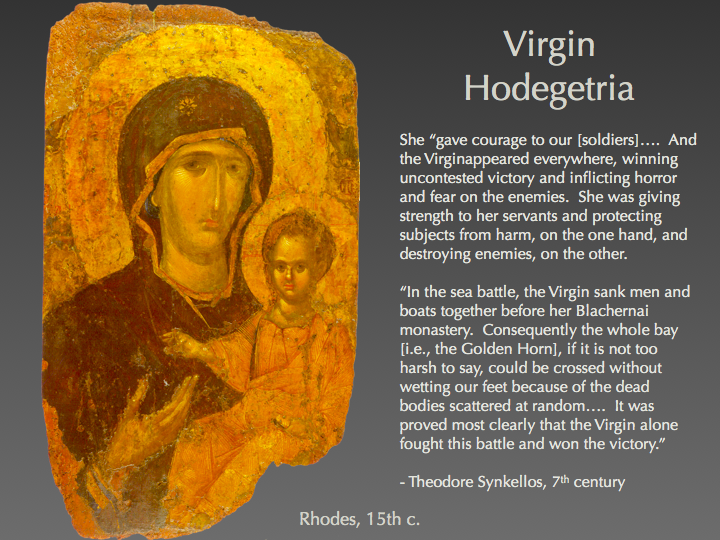 Virgin
Hodegetria
She “gave courage to our [soldiers]…. And
the Virginappeared everywhere, winning
uncontested victory and inflicting horror
and fear on the enemies. She was giving
strength to her servants and protecting
subjects from harm, on the one hand, and
destroying enemies, on the other.
“In the sea battle, the Virgin sank men and
boats together before her Blachernai
monastery. Consequently the whole bay
[i.e., the Golden Horn], if it is not too
harsh to say, could be crossed without
wetting our feet because of the dead
bodies scattered at random…. It was
proved most clearly that the Virgin alone
fought this battle and won the victory.”
- Theodore Synkellos, 7th century
Rhodes, 15th c.